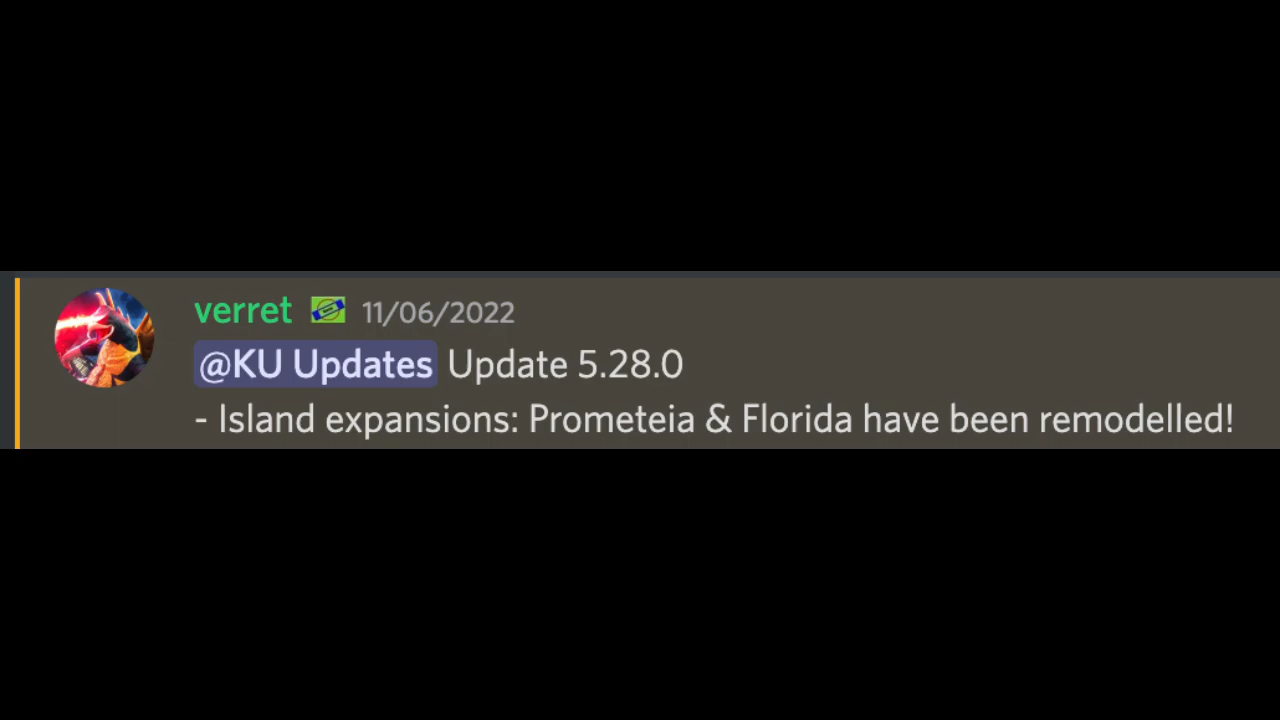 verret 11/06/2022
@KU Updates Update 5.28.0
- Island expansions: Prometeia & Florida have been remodelled!